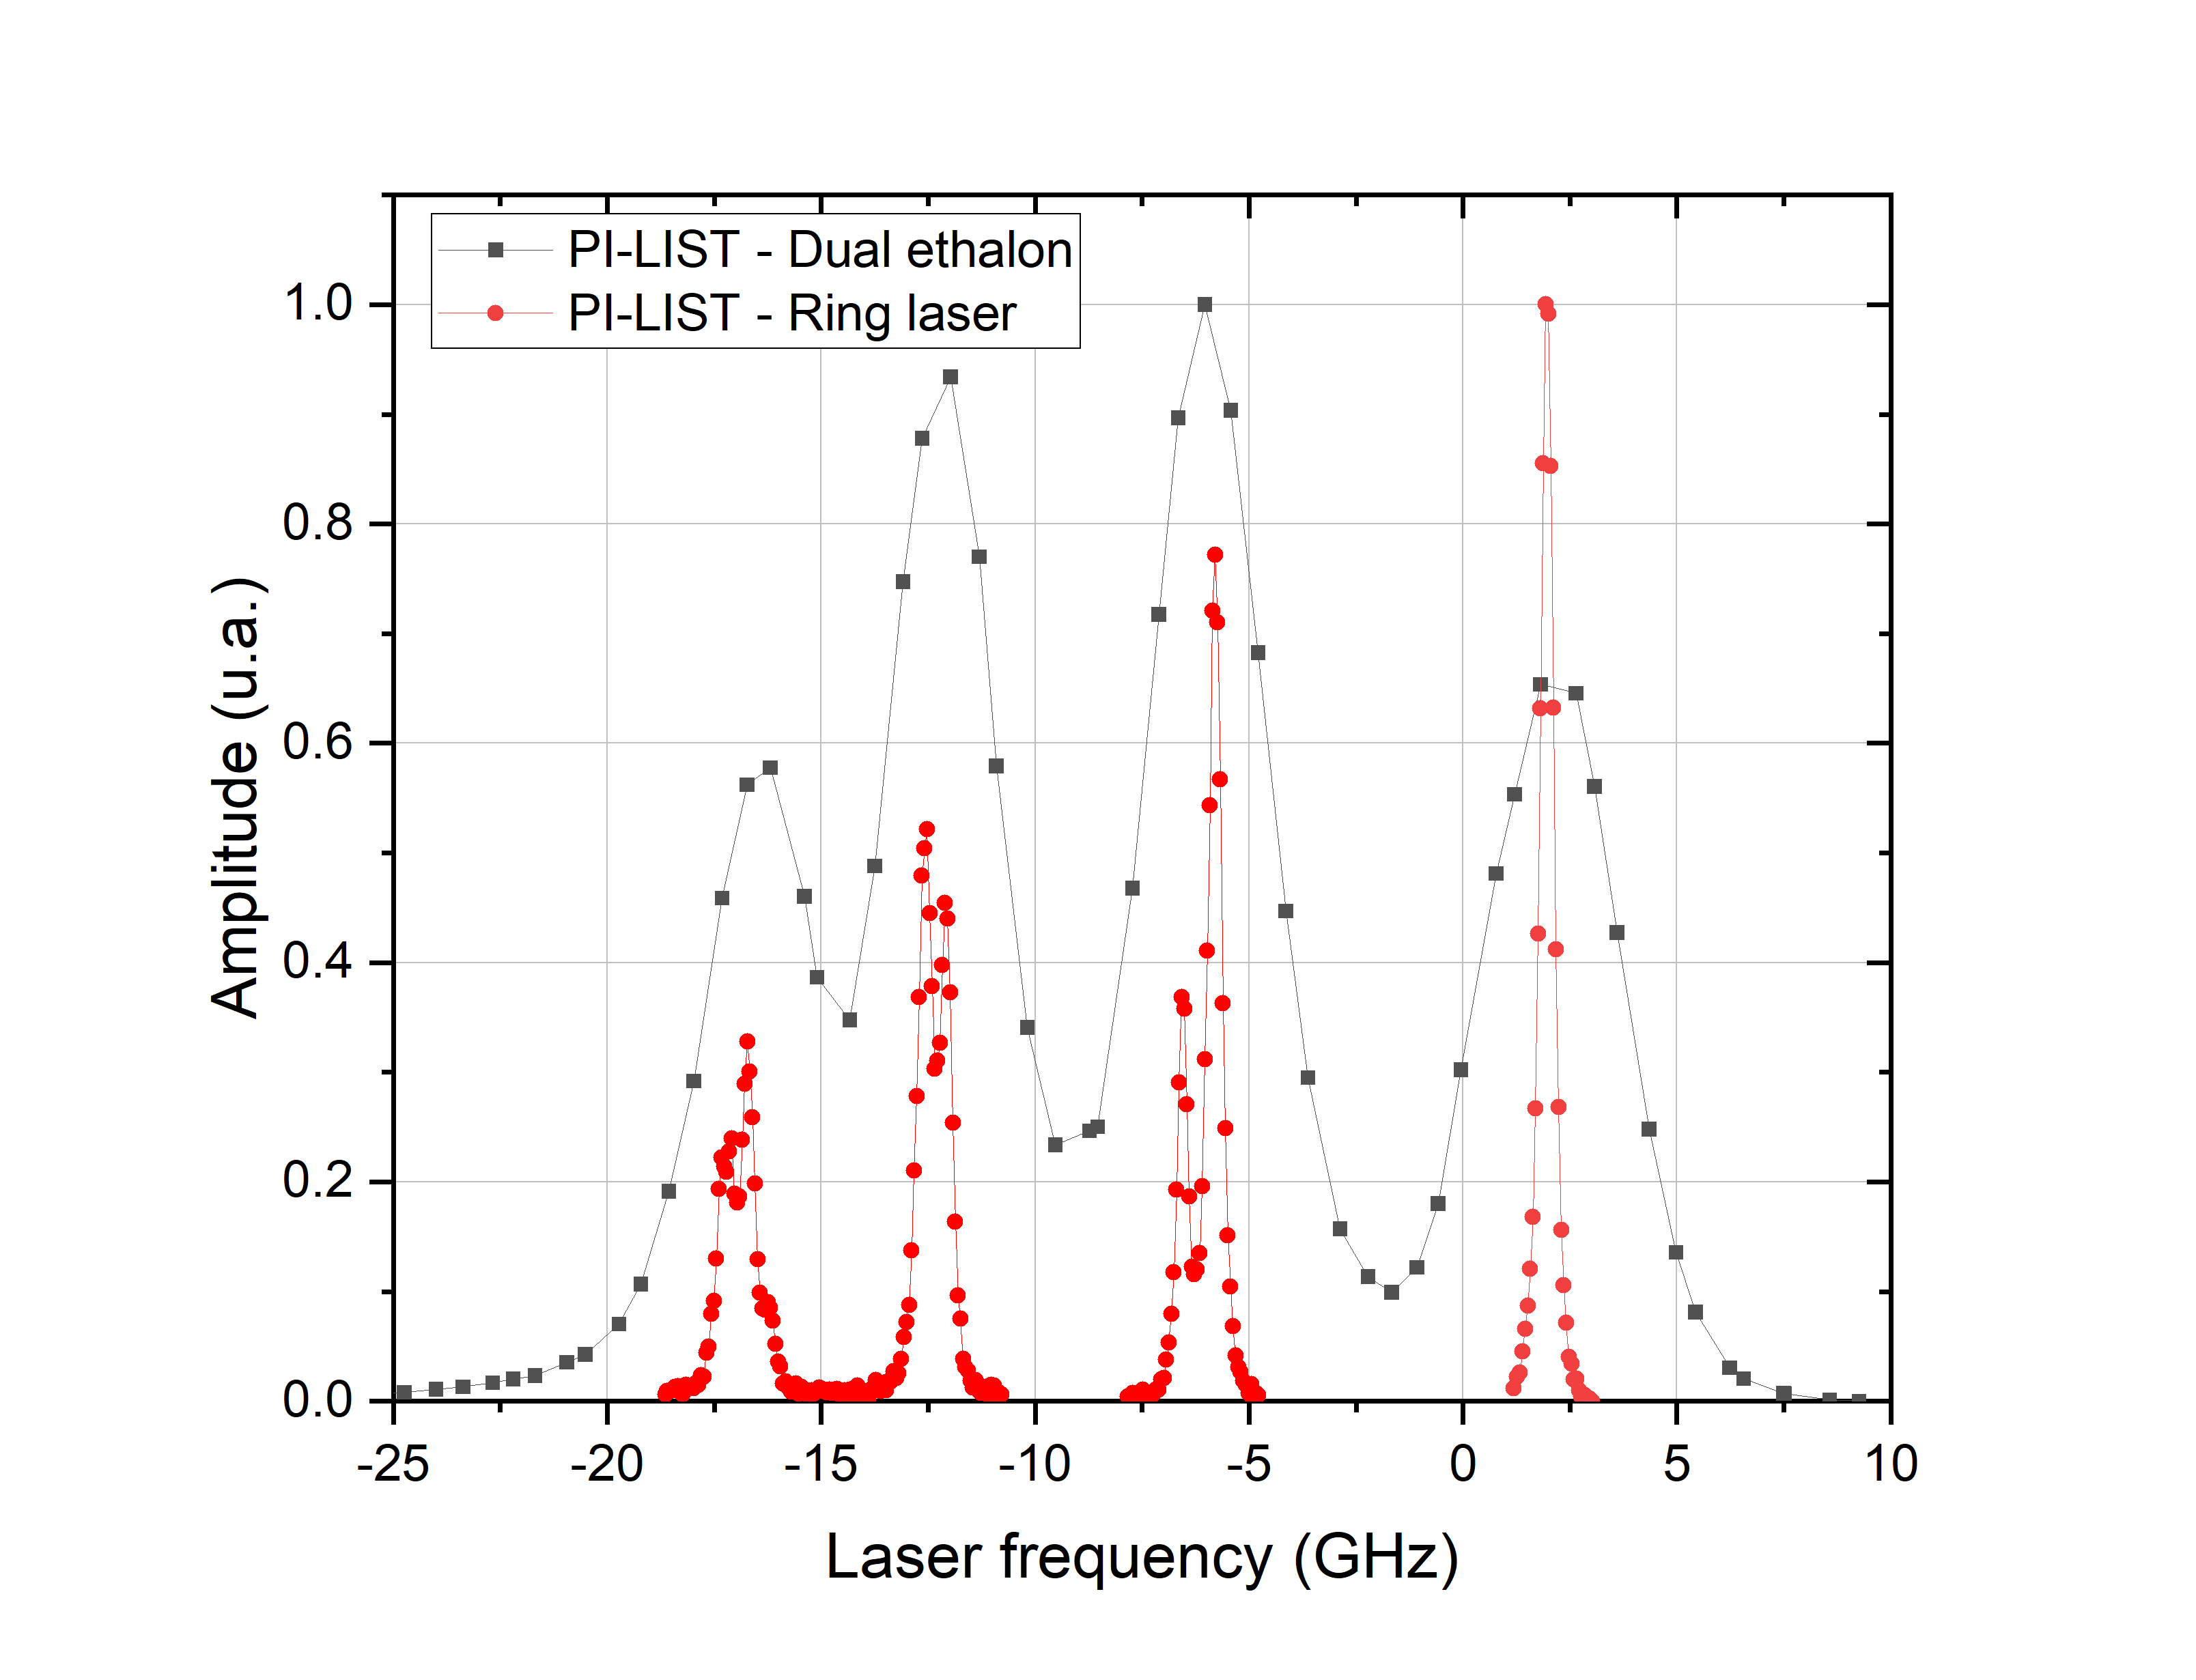 PI-LIST - Dual ethalon
PI-LIST - Ring laser
1.0
0.8
0.6
0.4
0.2
0.0
Amplitude (u.a.)
-25 -20 -15 -10 -5 0 5 10
Laser frequency (GHz)